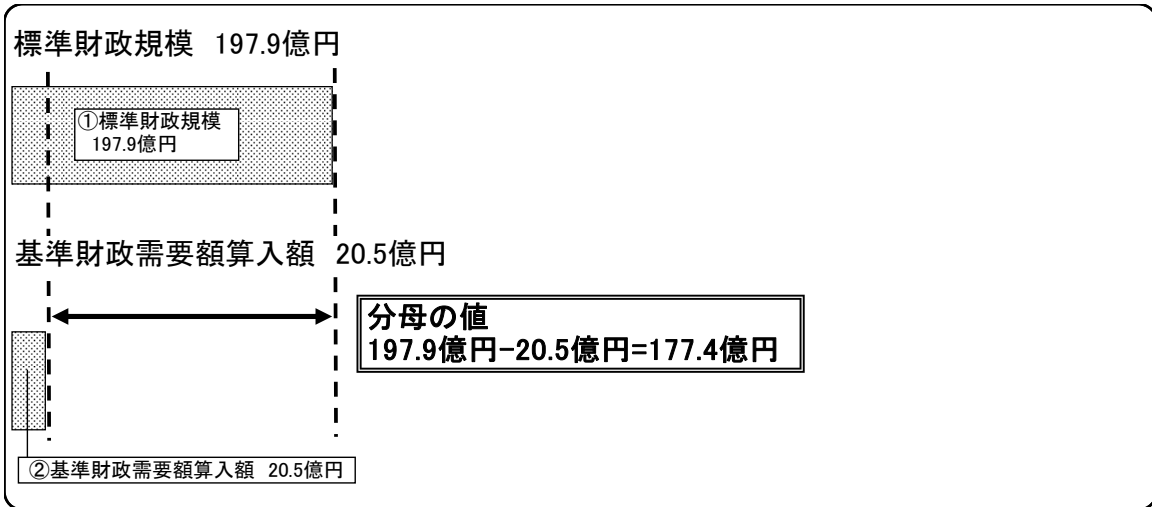 標準財政規模 197.9億円
①標準財政規模
197.9億円
基準財政需要額算入額 20.5億円
分母の値
197.9億円-20.5億円=177.4億円
②基準財政需要額算入額 20.5億円